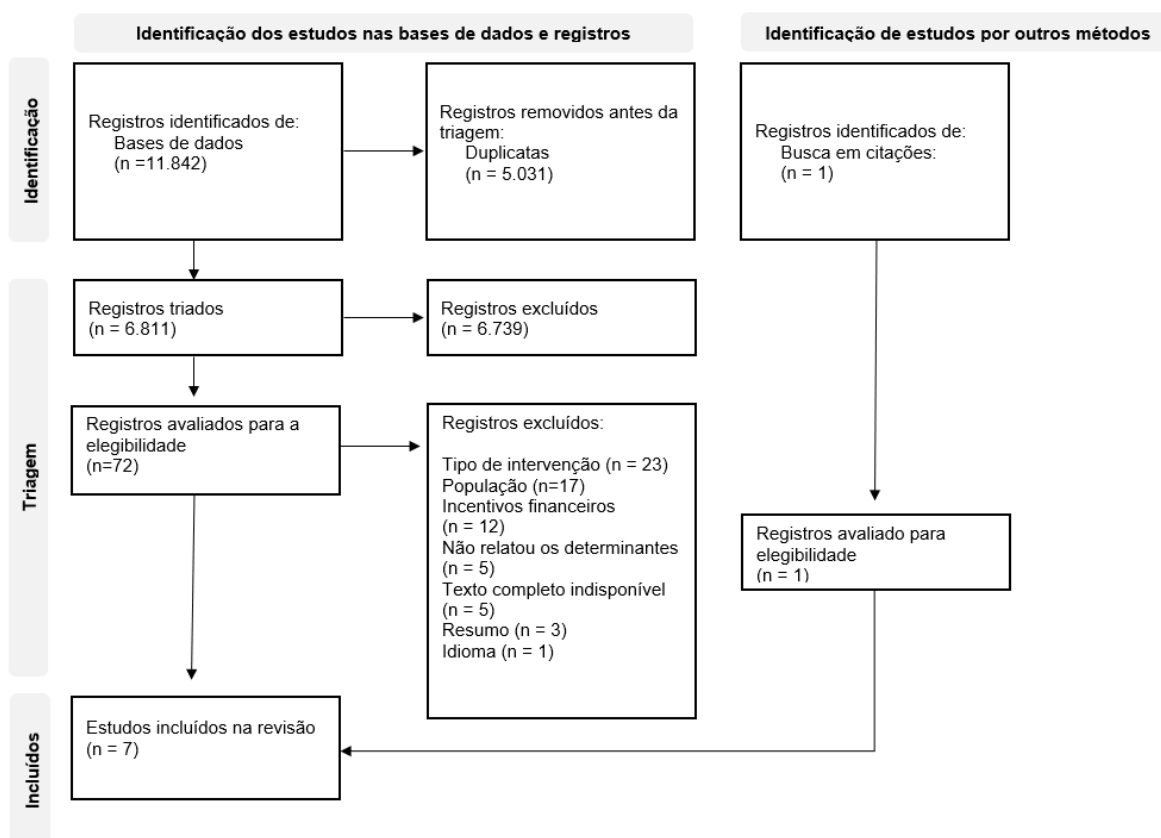 Identificação dos estudos nas bases de dados e registros
Identificação de estudos por outros métodos
Identificação
Registros identificados de:
Bases de dados
(n =11.842)
Registros removidos antes da
triagem:
Duplicatas
(n = 5.031)
Registros identificados de:
Busca em citações:
(n = 1)
Triagem
Registros triados
(n = 6.811)
Registros excluídos
(n = 6.739)
Registros avaliados para a
elegibilidade
(n=72)
Registros excluídos:
Tipo de intervenção (n = 23)
População (n=17)
Incentivos financeiros
(n = 12)
Não relatou os determinantes
(n = 5)
Texto completo indisponível
(n = 5)
Resumo (n = 3)
Idioma (n = 1)
Registros avaliado para
elegibilidade
(n = 1)
Incluídos
Estudos incluídos na revisão
(n = 7)